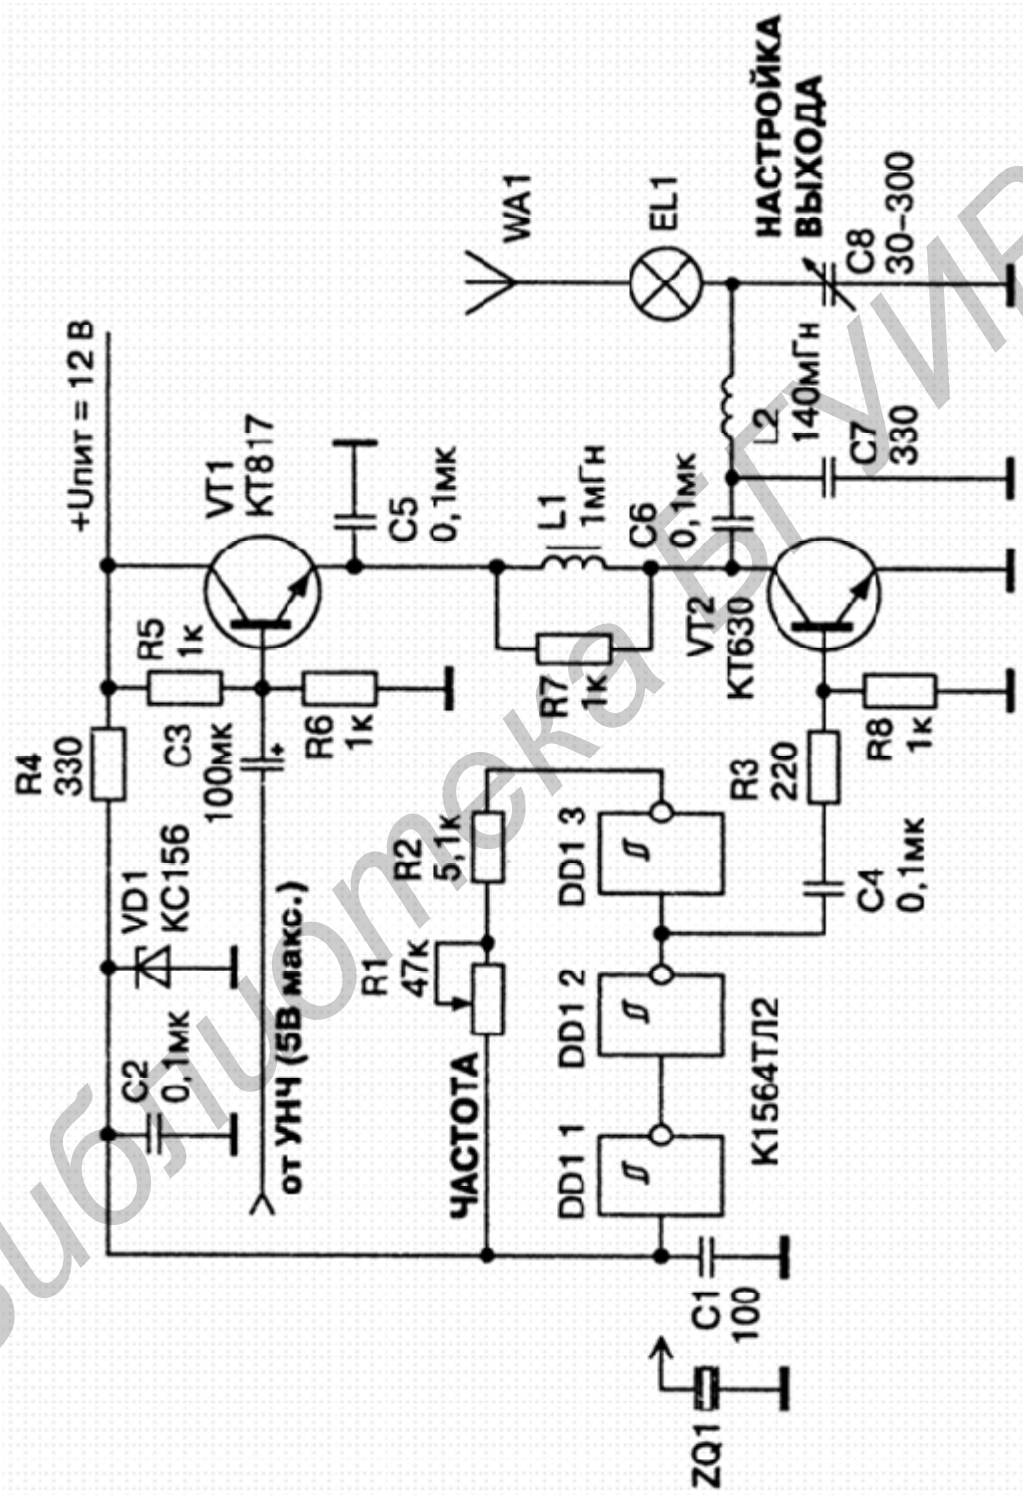 +Uпит = 12 В
R4
330
VD1
КС156
C2
0,1мк
R5
1к
VT1
КТ817
C3
100мк
R6
1к
C5
0,1мк
от УНЧ (5В макс.)
WA1
EL1
R2
5,1к
R1
47к
ЧАСТОТА
R7
1к
L1
1мГн
C6
0,1мк
DD1 1
DD1 2
DD1 3
К1564ТЛ2
VT2
КТ630
R3
220
R8
1к
C4
0,1мк
L2
140мГн
C7
330
C8
30–300
НАСТРОЙКА
ВЫХОДА
C1
100
ZQ1
Библиотека БГУИР